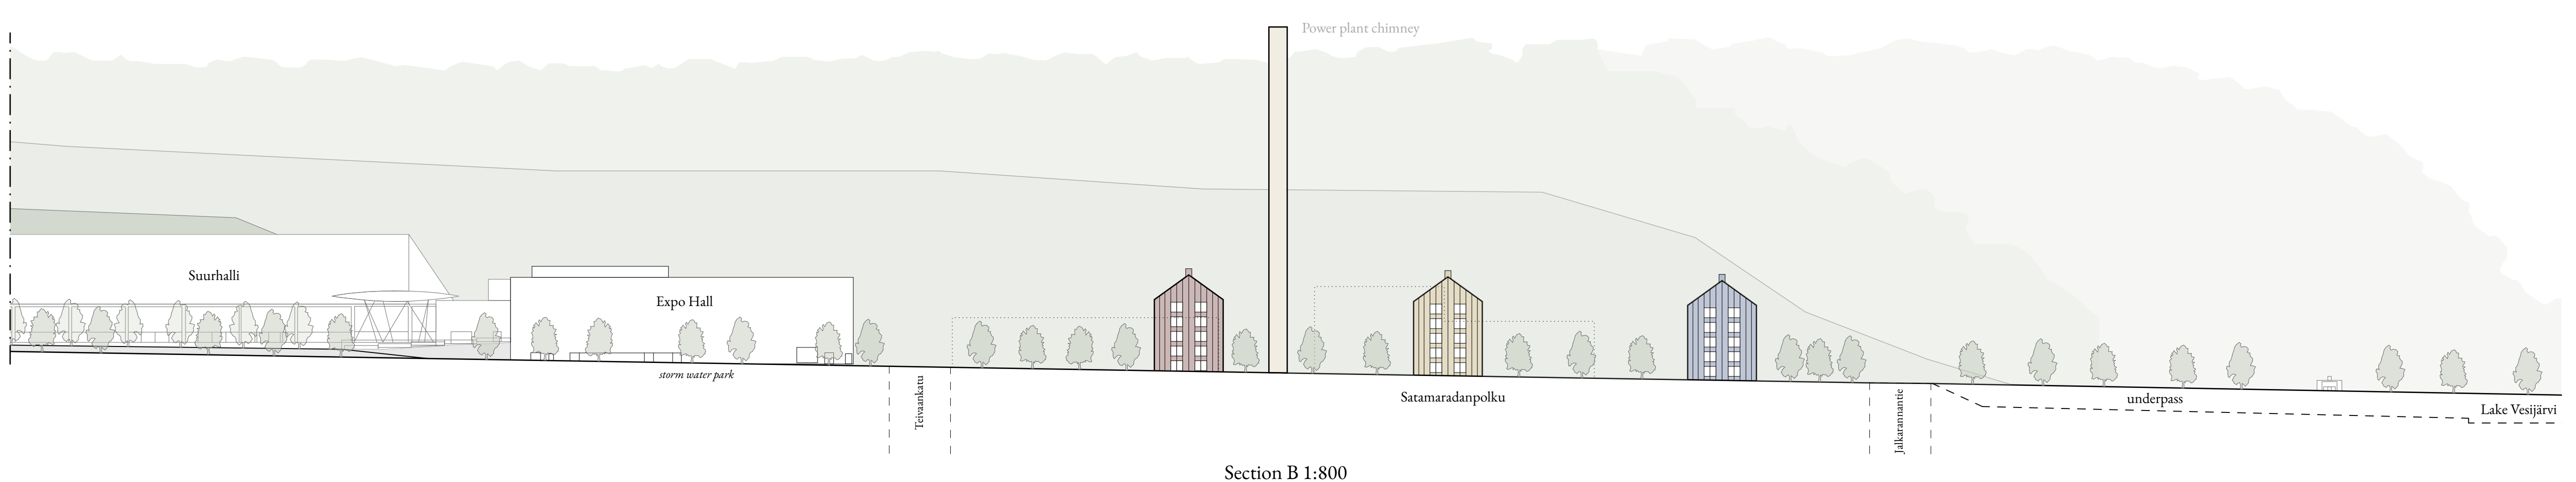 Power plant chimney
Suurhalli
Expo Hall
storm water park
Teivaankatu
Satamaradanpolku
Jalkarannantie
underpass
Lake Vesijärvi
Section B 1:800